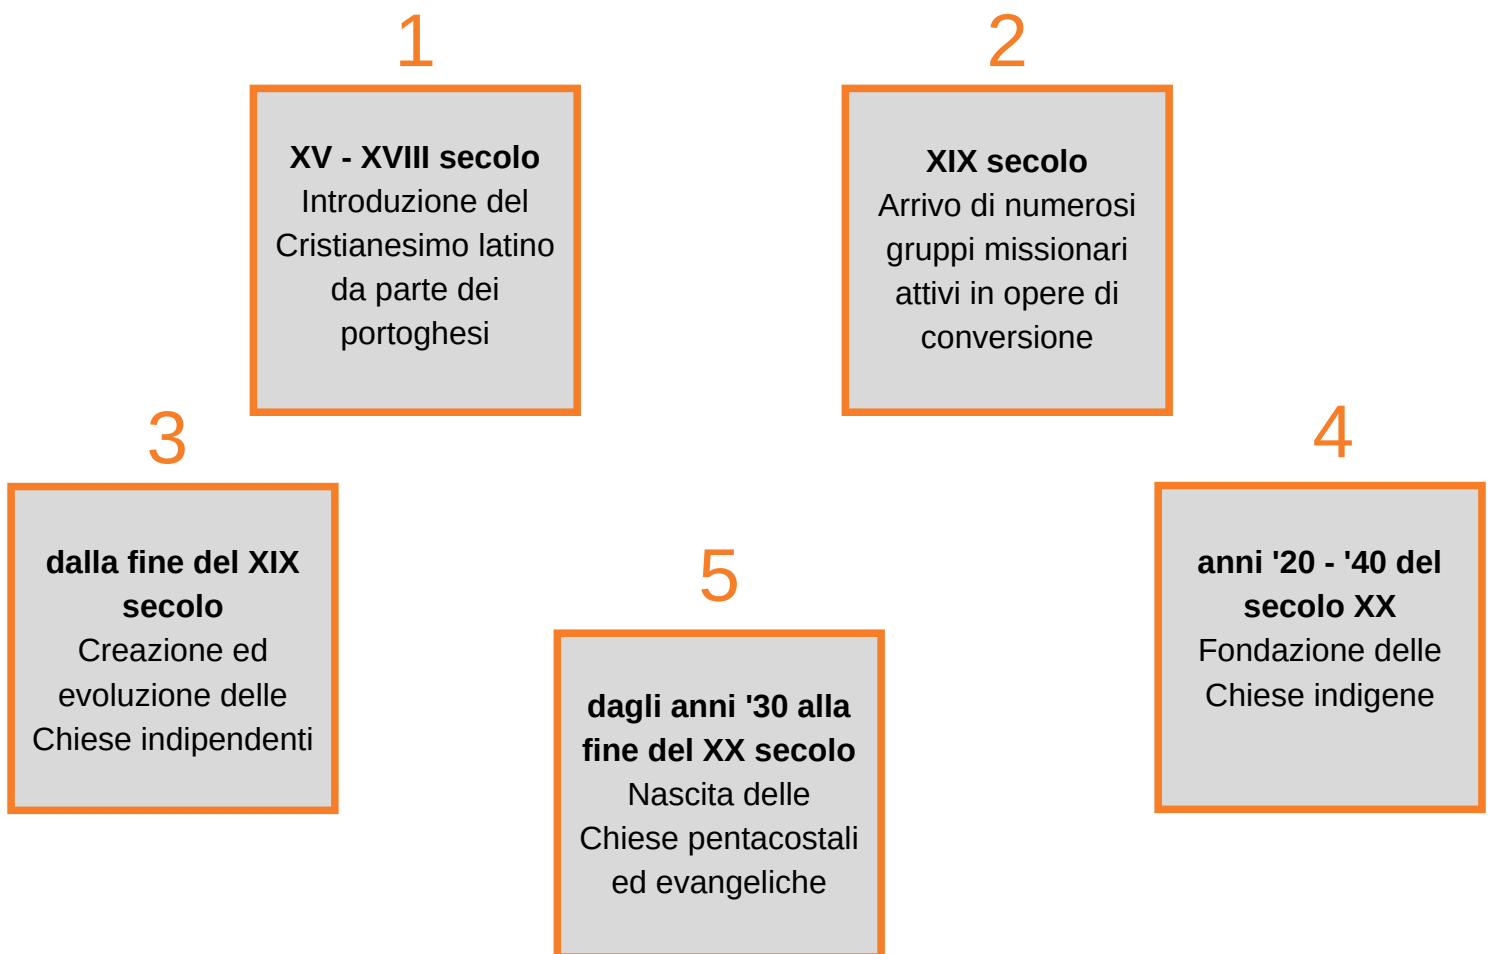 1
XV - XVIII secolo
Introduzione del
Cristianesimo latino
da parte dei
portoghesi
2
XIX secolo
Arrivo di numerosi
gruppi missionari
attivi in opere di
conversione
3
dalla fine del XIX
secolo
Creazione ed
evoluzione delle
Chiese indipendenti
4
anni '20 - '40 del
secolo XX
Fondazione delle
Chiese indigene
5
dagli anni '30 alla
fine del XX secolo
Nascita delle
Chiese pentacostali
ed evangeliche